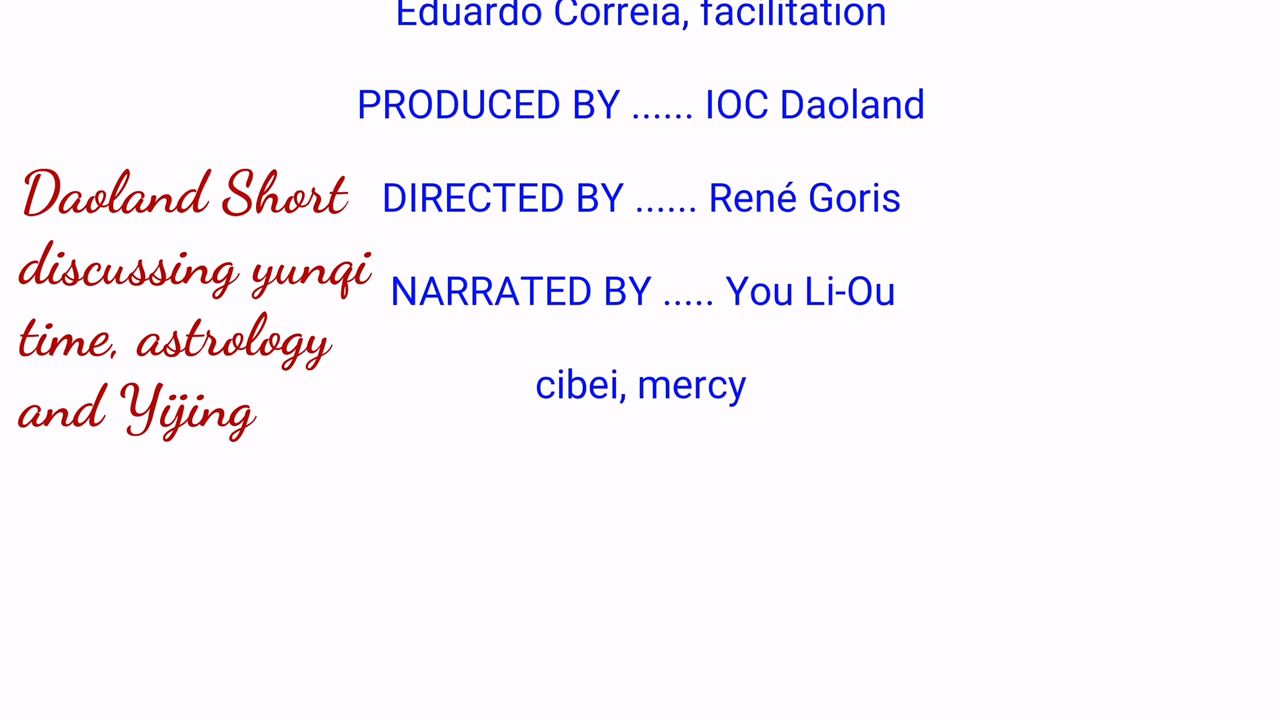 Eduardo Correia, facilitation
PRODUCED BY ...... IOC Daoland
DIRECTED BY ...... René Goris
NARRATED BY ..... You Li-Ou
cibei, mercy
Daoland Short
discussing yunqi
time, astrology
and Yijing